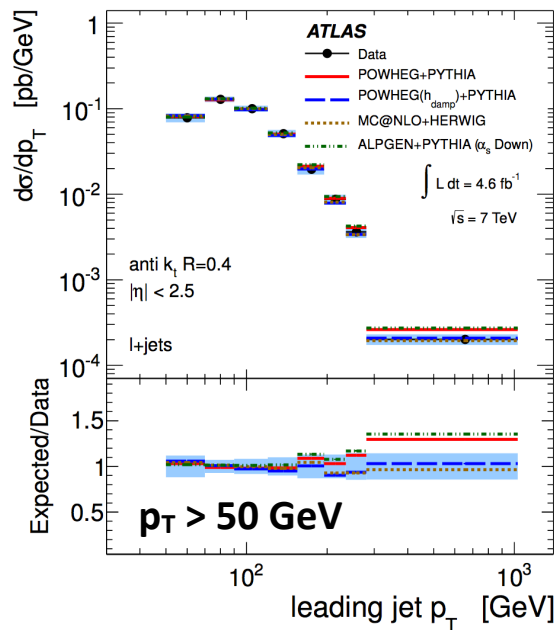 ATLAS
Data
POWHEG+PYTHIA
POWHEG(h_damp)+PYTHIA
MC@NLO+HERWIG
ALPGEN+PYTHIA (α_s Down)
∫ L dt = 4.6 fb⁻¹
√s = 7 TeV
anti k_t R=0.4
|η| < 2.5
l+jets
dσ/dp_T [pb/GeV]
1
10⁻¹
10⁻²
10⁻³
10⁻⁴
Expected/Data
1.5
1
0.5
p_T > 50 GeV
10²
10³
leading jet p_T [GeV]